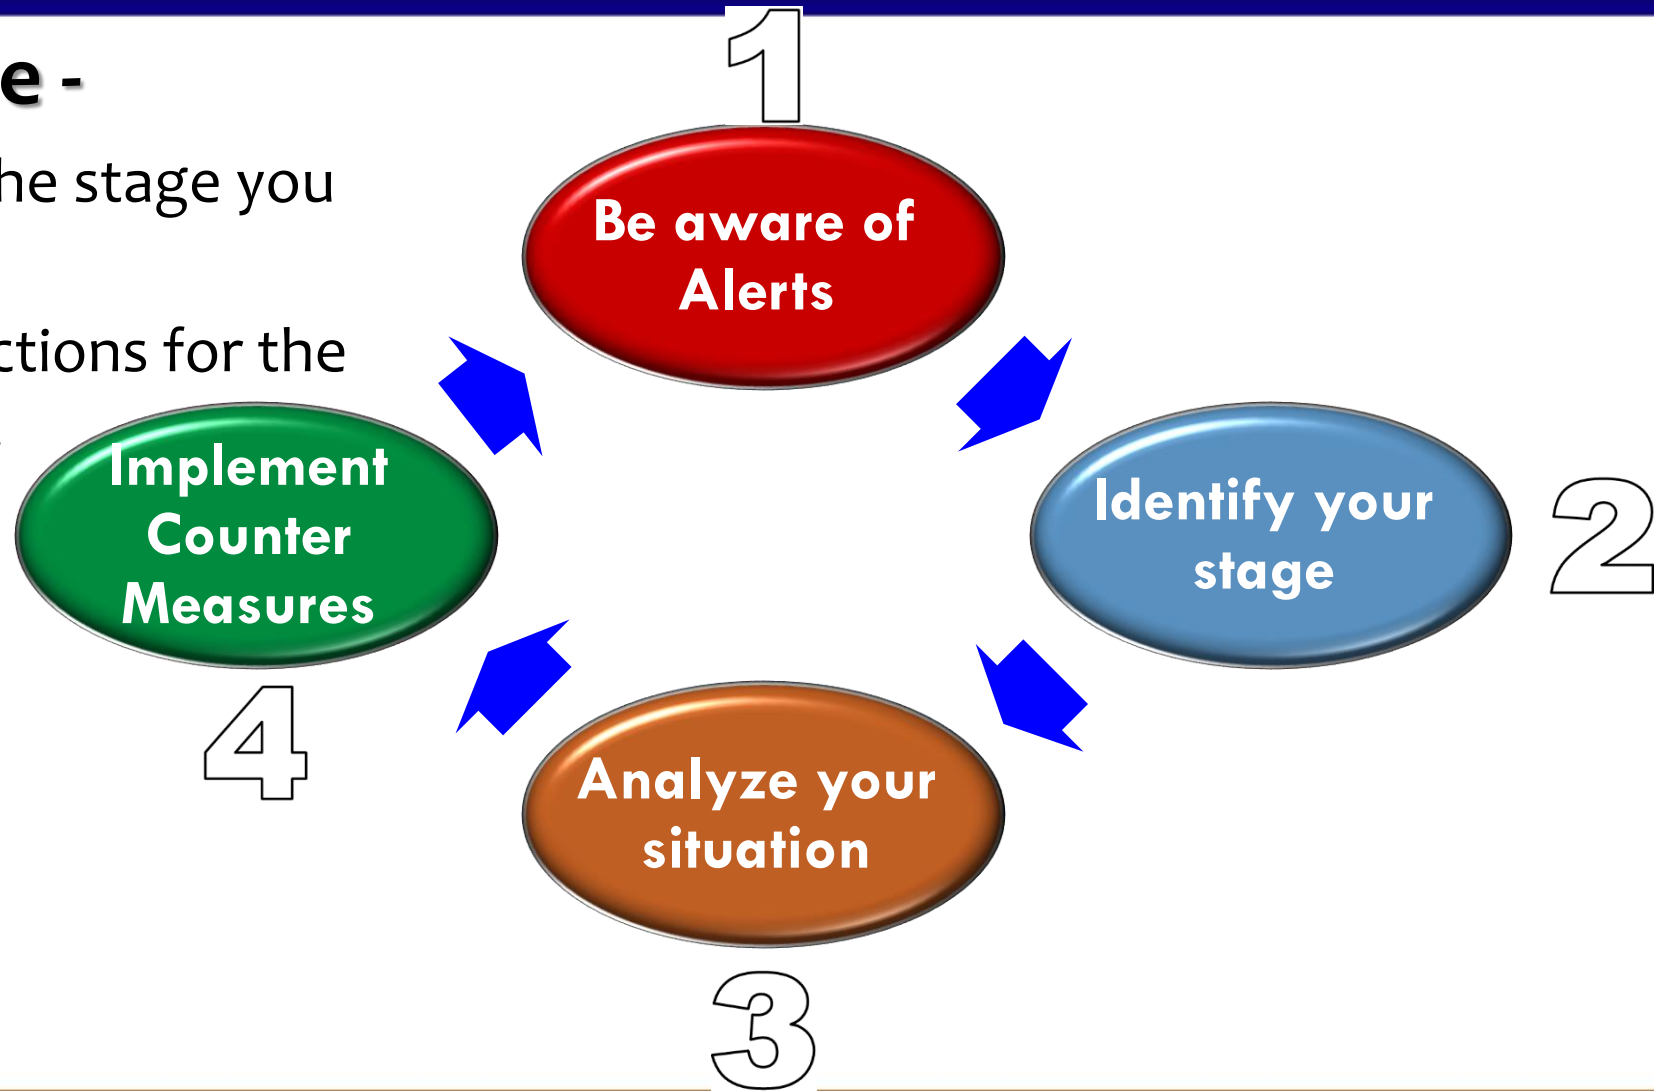 1
e -
he stage you
ctions for the
Be aware of
Alerts
Identify your
stage
2
Analyze your
situation
3
Implement
Counter
Measures
4